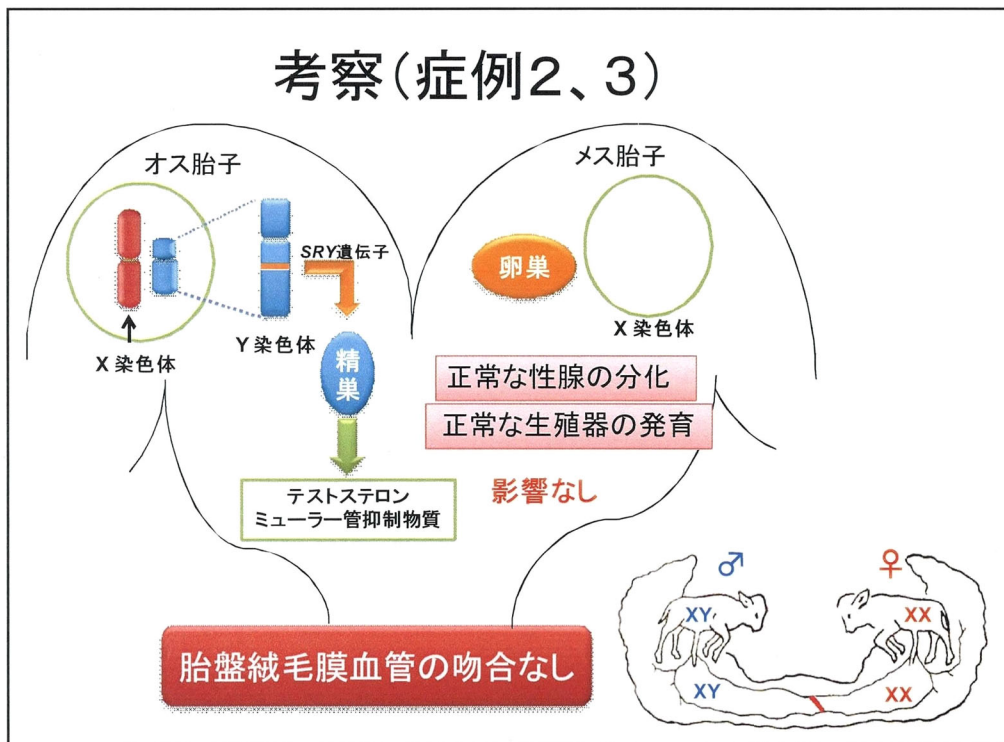 考察(症例2、3)
オス胎子
SRY遺伝子
X 染色体
Y 染色体
精
巣
テストステロン
ミューラー管抑制物質
メス胎子
卵巣
X 染色体
正常な性腺の分化
正常な生殖器の発育
影響なし
胎盤絨毛膜血管の吻合なし
♂
♀
XY
XX
XY
XX